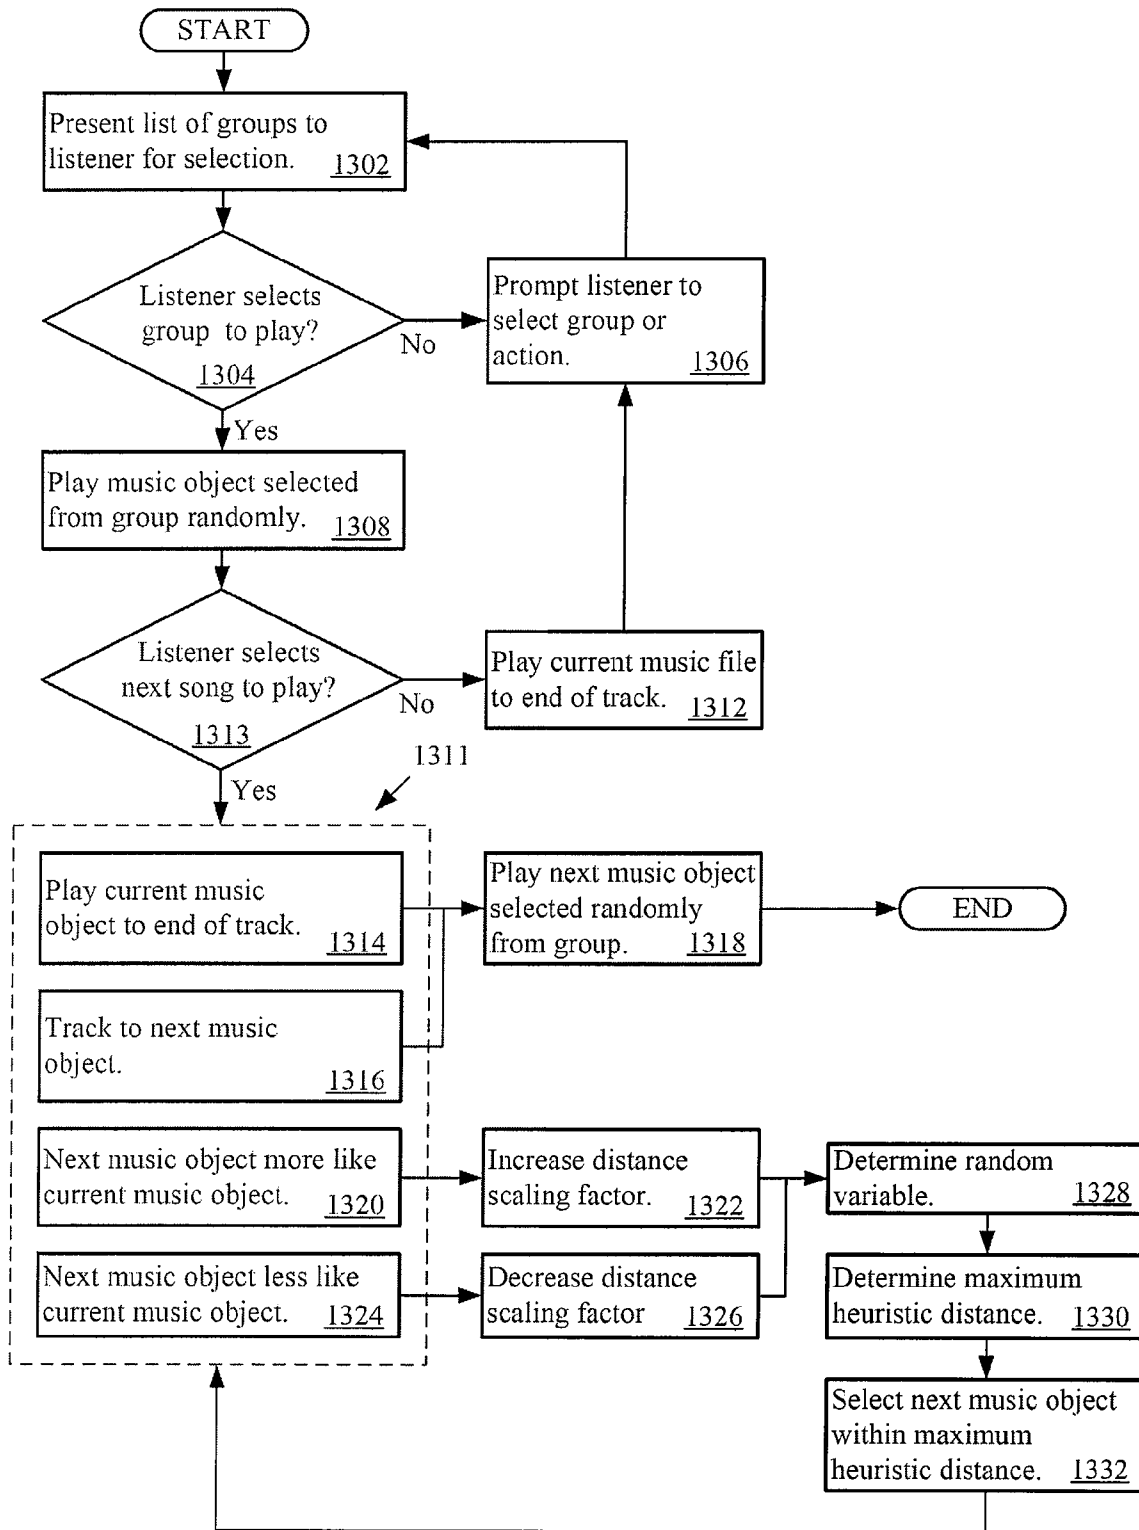 START
Present list of groups to
listener for selection. 1302
Listener selects
group to play?
1304
No
Prompt listener to
select group or
action. 1306
Yes
Play music object selected
from group randomly. 1308
Listener selects
next song to play?
1313
No
Play current music file
to end of track. 1312
1311
Yes
Play current music
object to end of track. 1314
Play next music object
selected randomly
from group. 1318
END
Track to next music
object. 1316
Next music object more like
current music object. 1320
Increase distance
scaling factor. 1322
Determine random
variable. 1328
Next music object less like
current music object. 1324
Decrease distance
scaling factor 1326
Determine maximum
heuristic distance. 1330
Select next music object
within maximum
heuristic distance. 1332